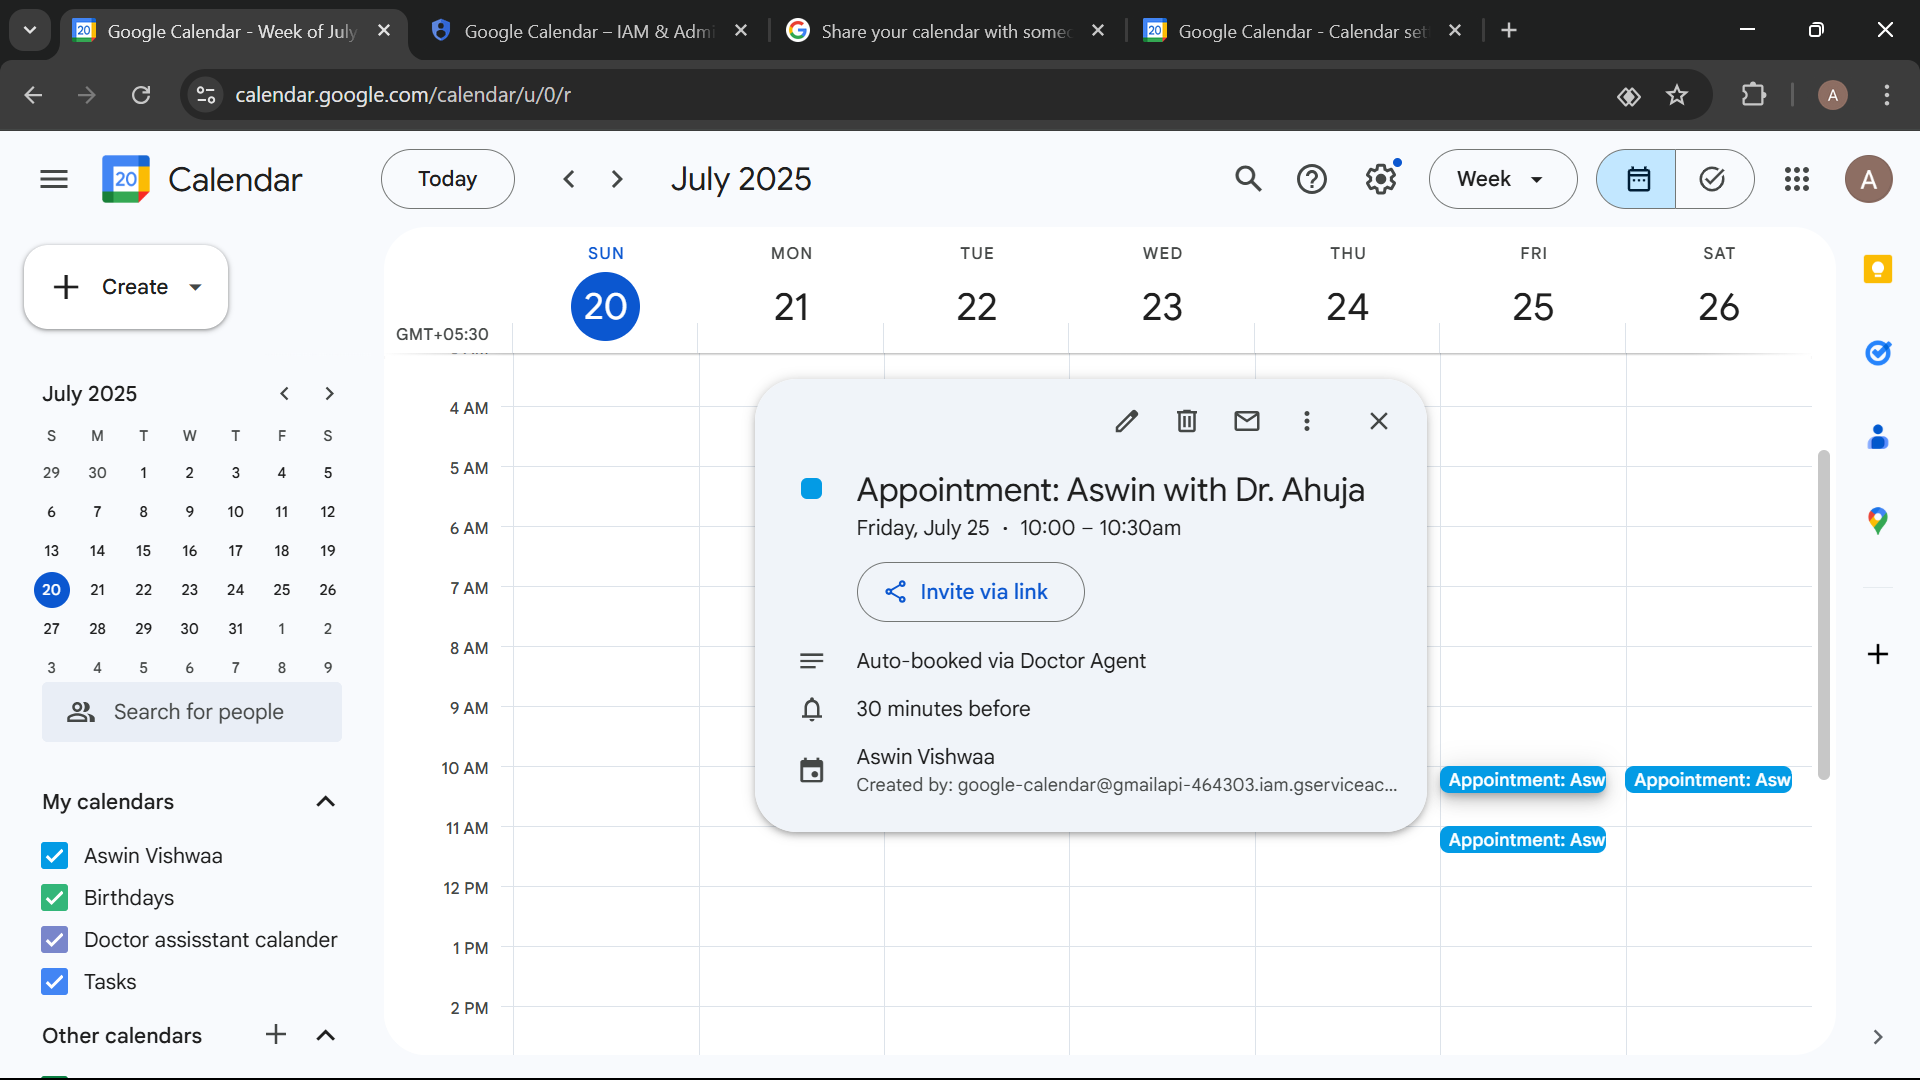 Google Calendar - Week of July
Google Calendar – IAM & Admi
Share your calendar with someo
Google Calendar - Calendar set
calendar.google.com/calendar/u/0/r
A
20
Calendar
Today
July 2025
Week
A
Create
SUN
MON
TUE
WED
THU
FRI
SAT
20
21
22
23
24
25
26
GMT+05:30
July 2025
S M T W T F S
29 30 1 2 3 4 5
6 7 8 9 10 11 12
13 14 15 16 17 18 19
20 21 22 23 24 25 26
27 28 29 30 31 1 2
3 4 5 6 7 8 9
Search for people
My calendars
Aswin Vishwaa
Birthdays
Doctor assisstant calander
Tasks
Other calendars
4 AM
5 AM
6 AM
7 AM
8 AM
9 AM
10 AM
11 AM
12 PM
1 PM
2 PM
Appointment: Aswin with Dr. Ahuja
Friday, July 25 · 10:00 – 10:30am
Invite via link
Auto-booked via Doctor Agent
30 minutes before
Aswin Vishwaa
Created by: google-calendar@gmailapi-464303.iam.gserviceac...
Appointment: Asw
Appointment: Asw
Appointment: Asw